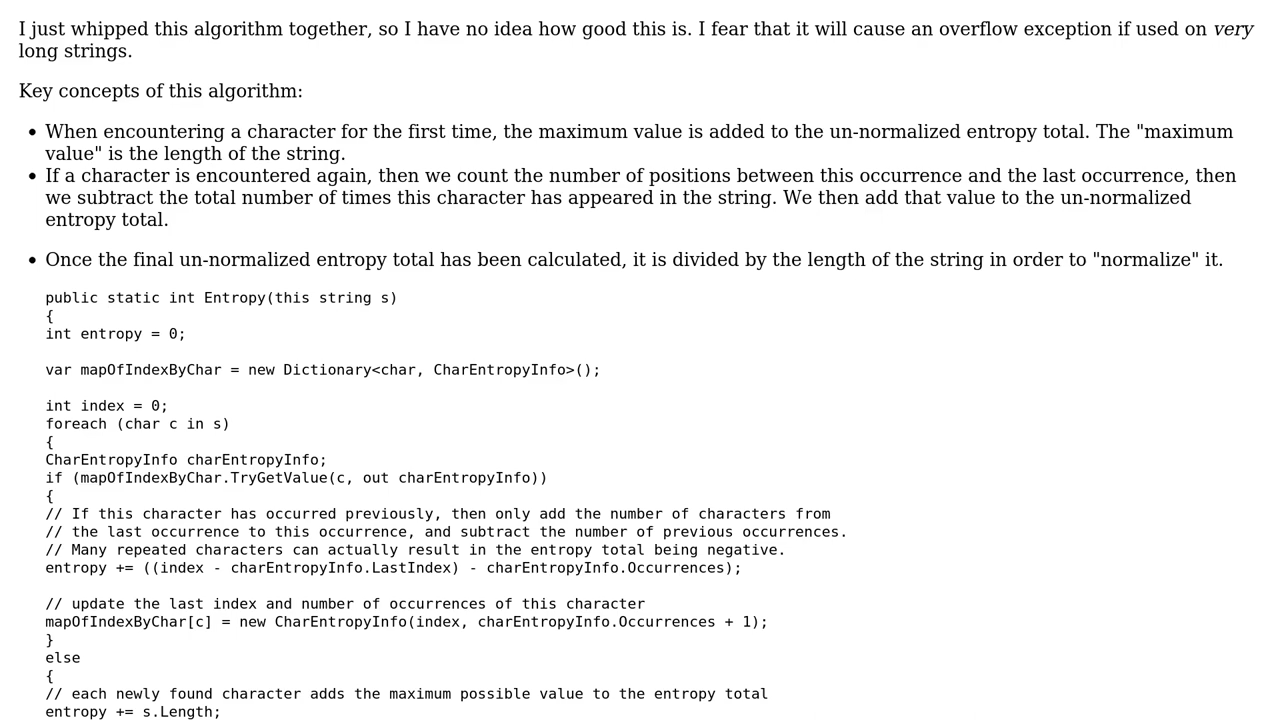 I just whipped this algorithm together, so I have no idea how good this is. I fear that it will cause an overflow exception if used on very
long strings.
Key concepts of this algorithm:
• When encountering a character for the first time, the maximum value is added to the un-normalized entropy total. The "maximum
value" is the length of the string.
• If a character is encountered again, then we count the number of positions between this occurrence and the last occurrence, then
we subtract the total number of times this character has appeared in the string. We then add that value to the un-normalized
entropy total.
• Once the final un-normalized entropy total has been calculated, it is divided by the length of the string in order to "normalize" it.
public static int Entropy(this string s)
{
int entropy = 0;
var mapOfIndexByChar = new Dictionary<char, CharEntropyInfo>();
int index = 0;
foreach (char c in s)
{
CharEntropyInfo charEntropyInfo;
if (mapOfIndexByChar.TryGetValue(c, out charEntropyInfo))
{
// If this character has occurred previously, then only add the number of characters from
// the last occurrence to this occurrence, and subtract the number of previous occurrences.
// Many repeated characters can actually result in the entropy total being negative.
entropy += ((index - charEntropyInfo.LastIndex) - charEntropyInfo.Occurrences);
// update the last index and number of occurrences of this character
mapOfIndexByChar[c] = new CharEntropyInfo(index, charEntropyInfo.Occurrences + 1);
}
else
{
// each newly found character adds the maximum possible value to the entropy total
entropy += s.Length;